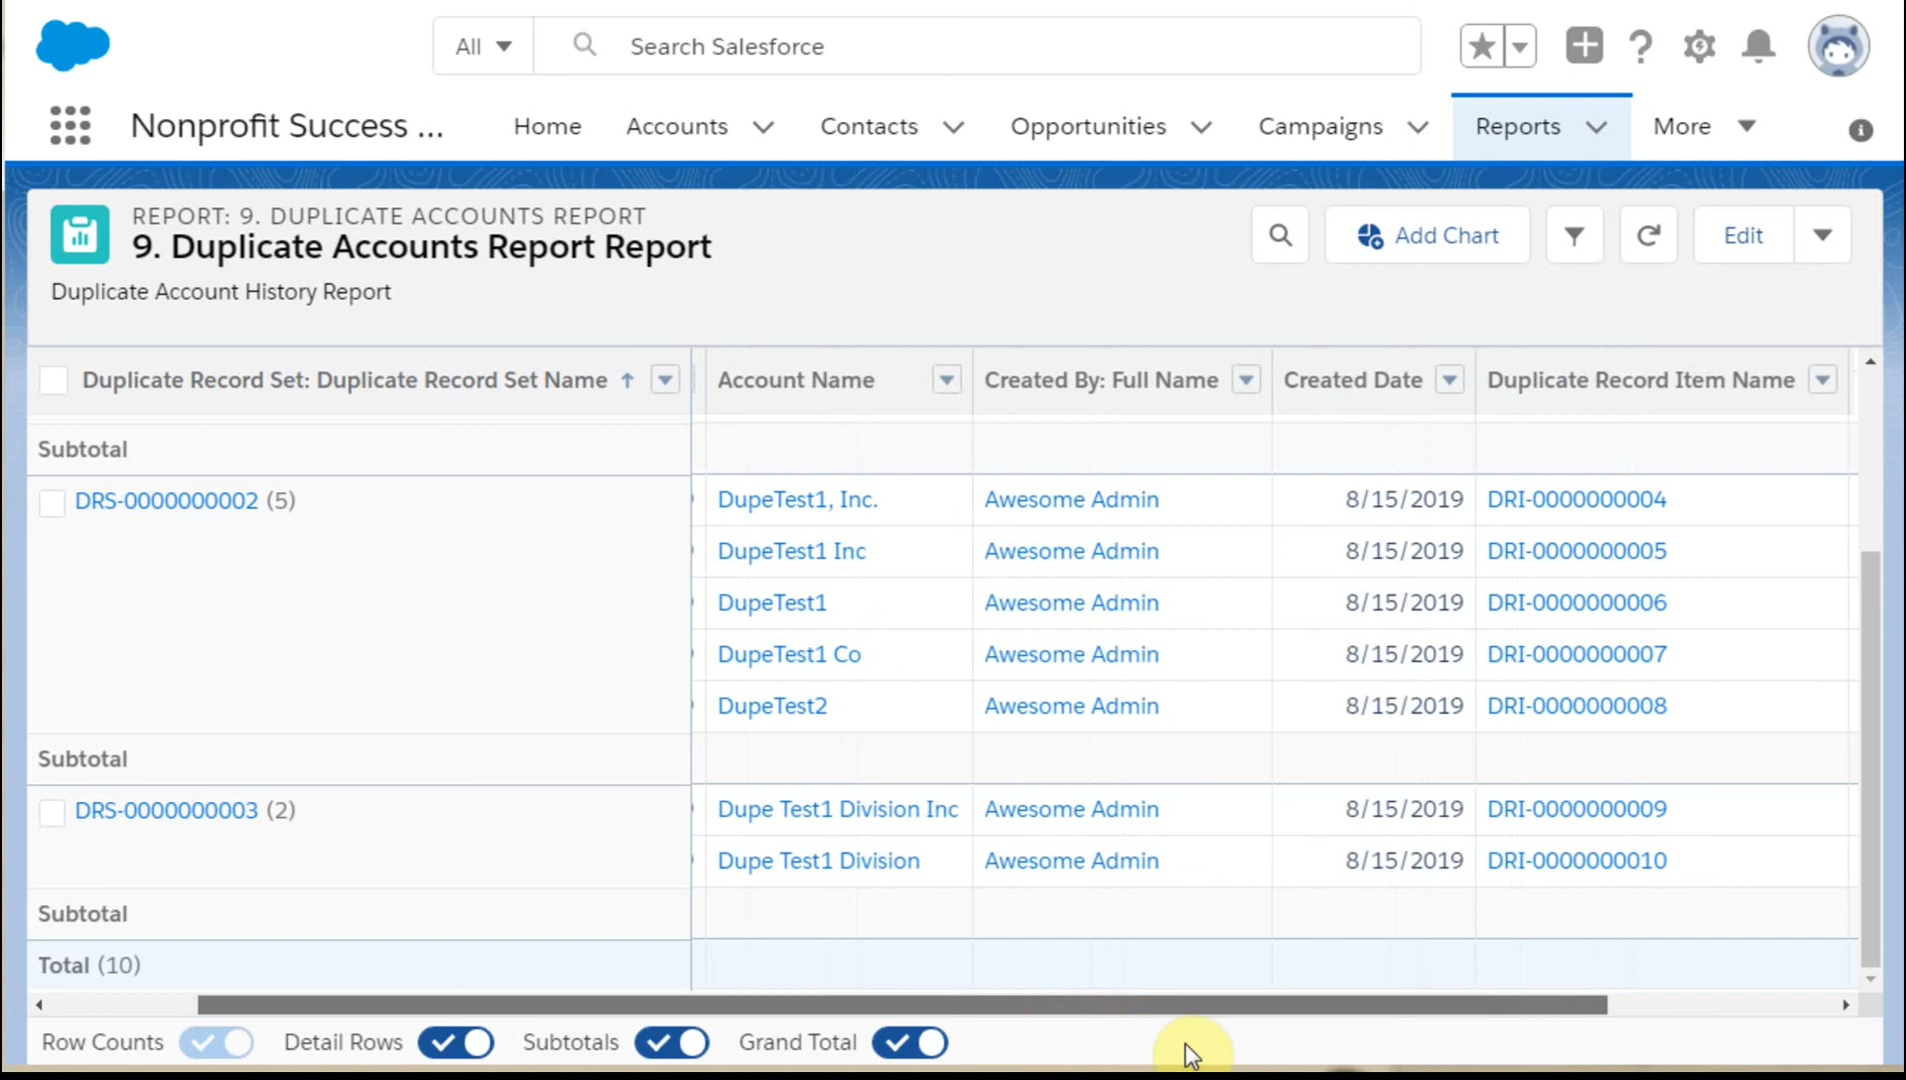 All
Search Salesforce
Nonprofit Success ...
Home
Accounts
Contacts
Opportunities
Campaigns
Reports
More
REPORT: 9. DUPLICATE ACCOUNTS REPORT
9. Duplicate Accounts Report Report
Duplicate Account History Report
Add Chart
Edit
Duplicate Record Set: Duplicate Record Set Name
Account Name
Created By: Full Name
Created Date
Duplicate Record Item Name
Subtotal
DRS-0000000002 (5)
DupeTest1, Inc.
Awesome Admin
8/15/2019
DRI-0000000004
DupeTest1 Inc
Awesome Admin
8/15/2019
DRI-0000000005
DupeTest1
Awesome Admin
8/15/2019
DRI-0000000006
DupeTest1 Co
Awesome Admin
8/15/2019
DRI-0000000007
DupeTest2
Awesome Admin
8/15/2019
DRI-0000000008
Subtotal
DRS-0000000003 (2)
Dupe Test1 Division Inc
Awesome Admin
8/15/2019
DRI-0000000009
Dupe Test1 Division
Awesome Admin
8/15/2019
DRI-0000000010
Subtotal
Total (10)
Row Counts
Detail Rows
Subtotals
Grand Total